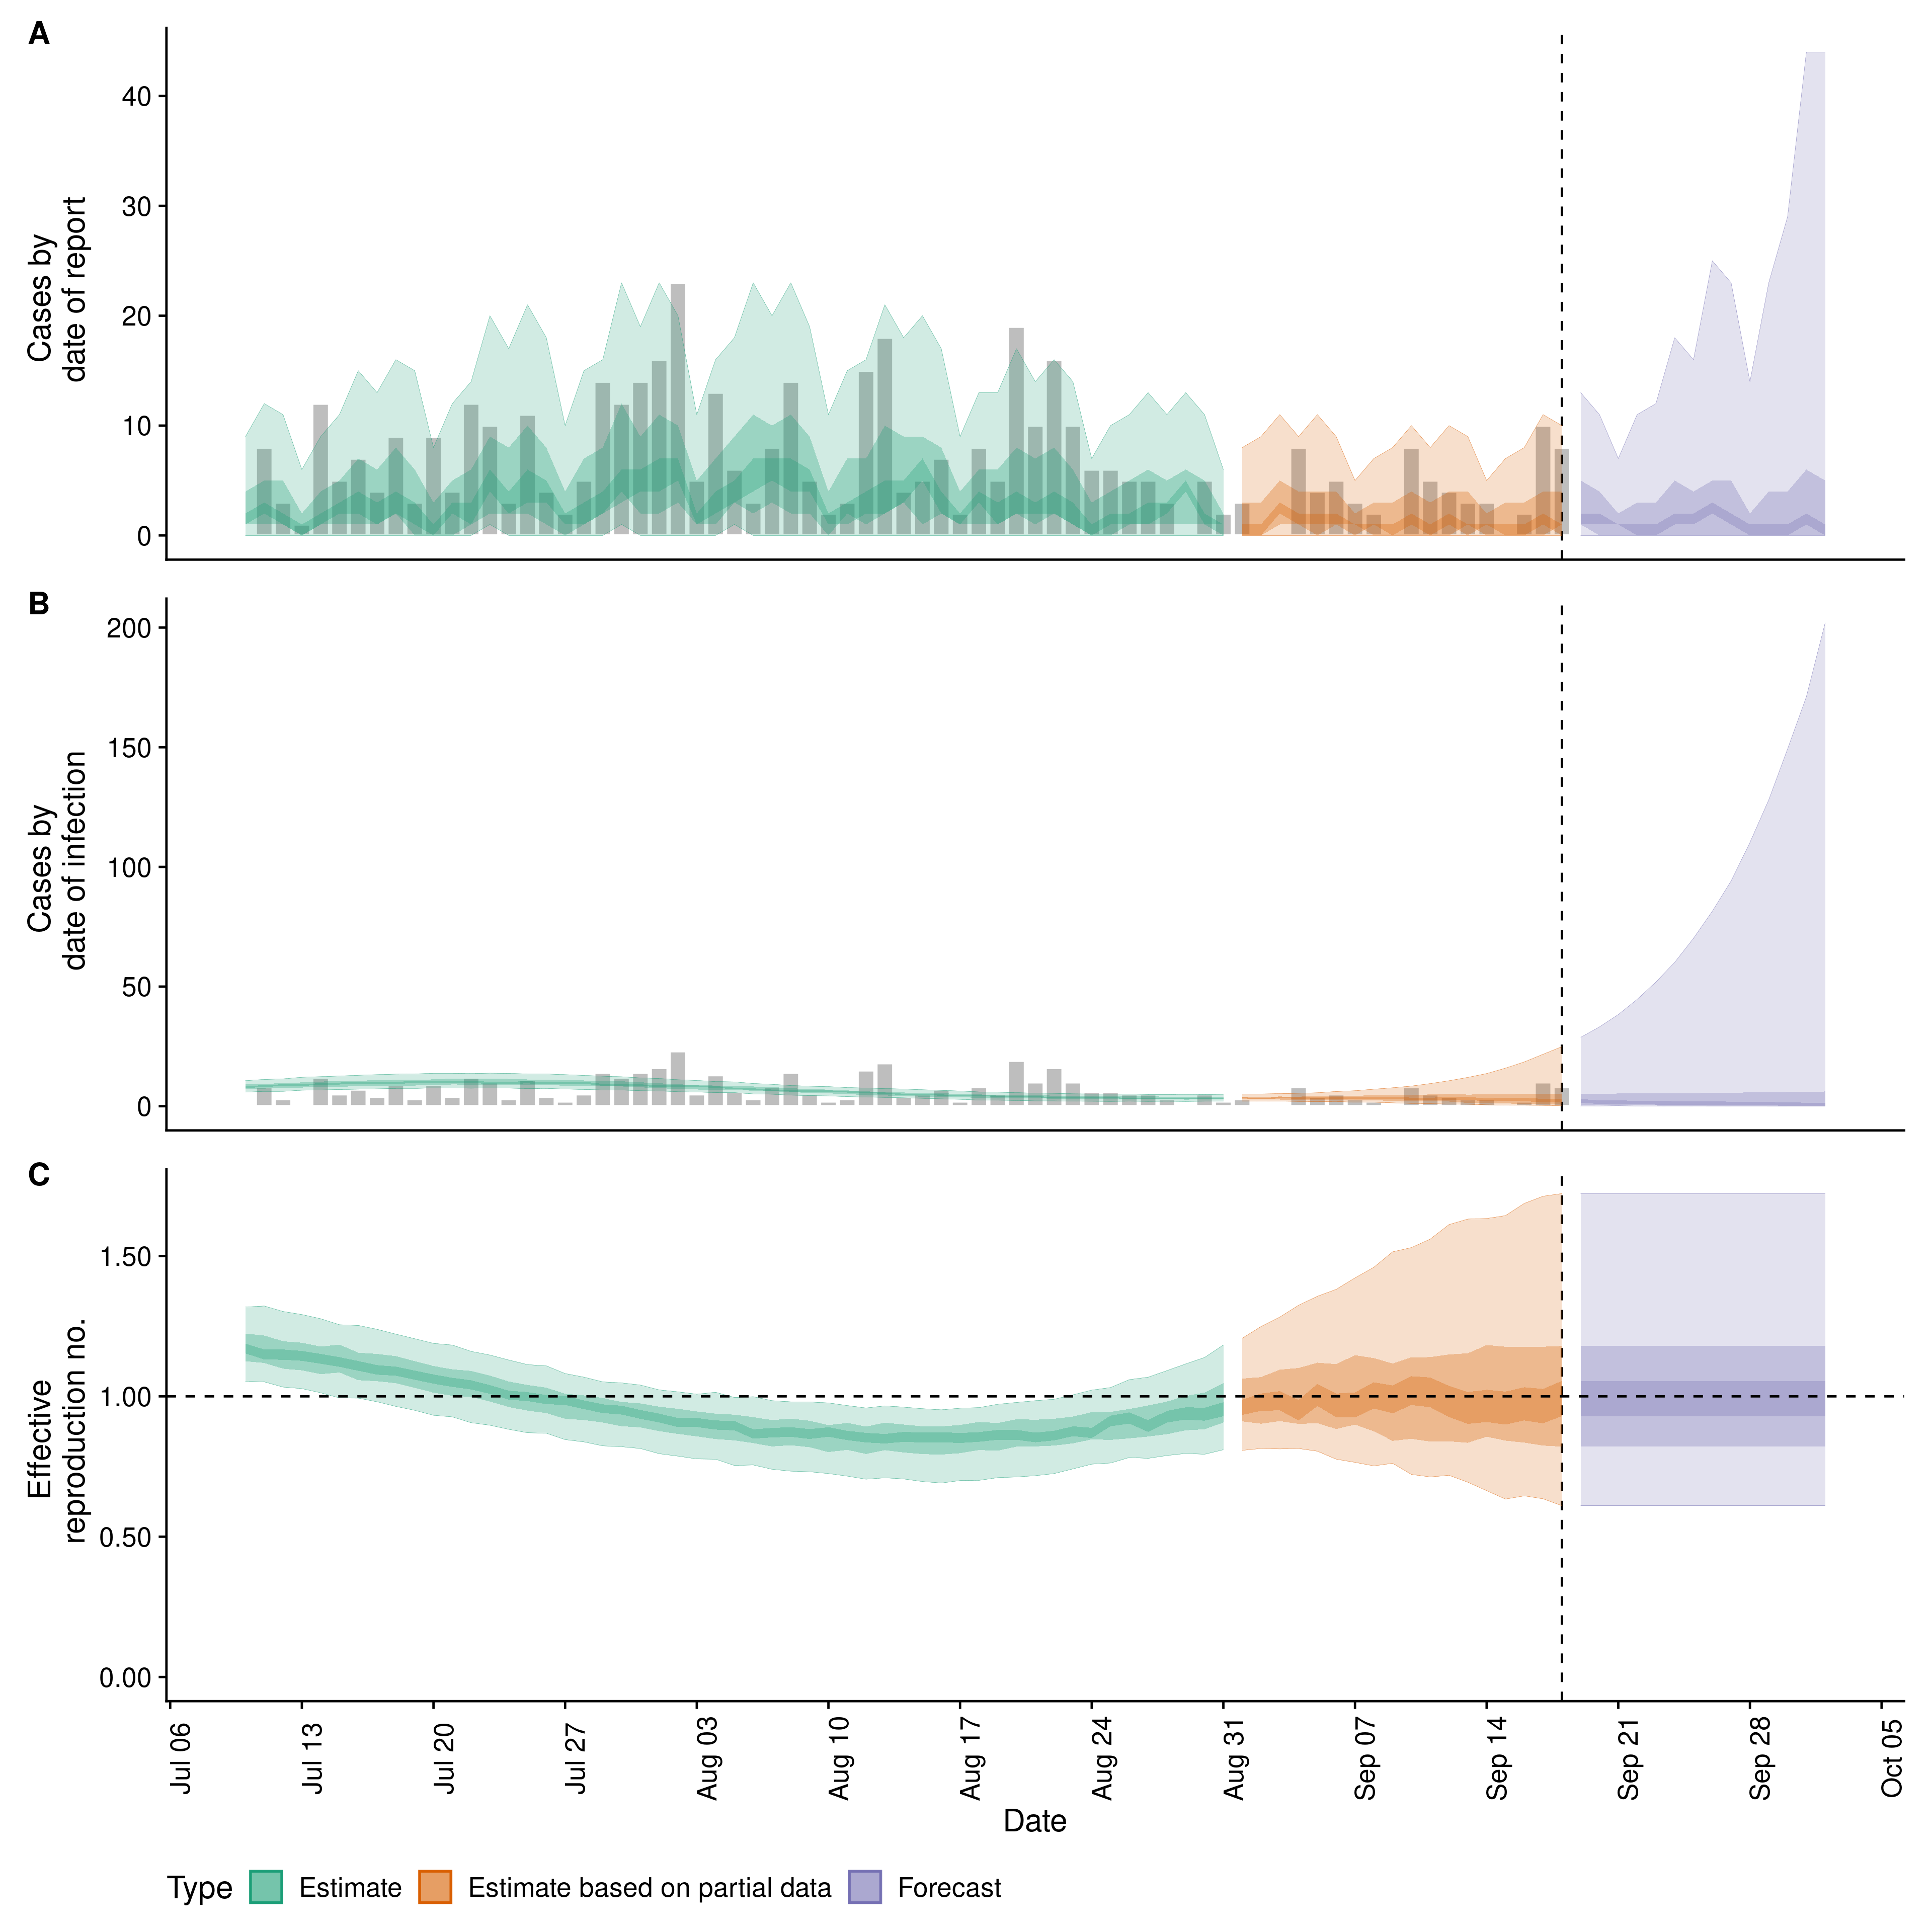 A
Cases by
date of report
40
30
20
10
0
B
Cases by
date of infection
200
150
100
50
0
C
Effective
reproduction no.
1.50
1.00
0.50
0.00
Jul 06
Jul 13
Jul 20
Jul 27
Aug 03
Aug 10
Aug 17
Aug 24
Aug 31
Sep 07
Sep 14
Sep 21
Sep 28
Oct 05
Date
Type Estimate Estimate based on partial data Forecast